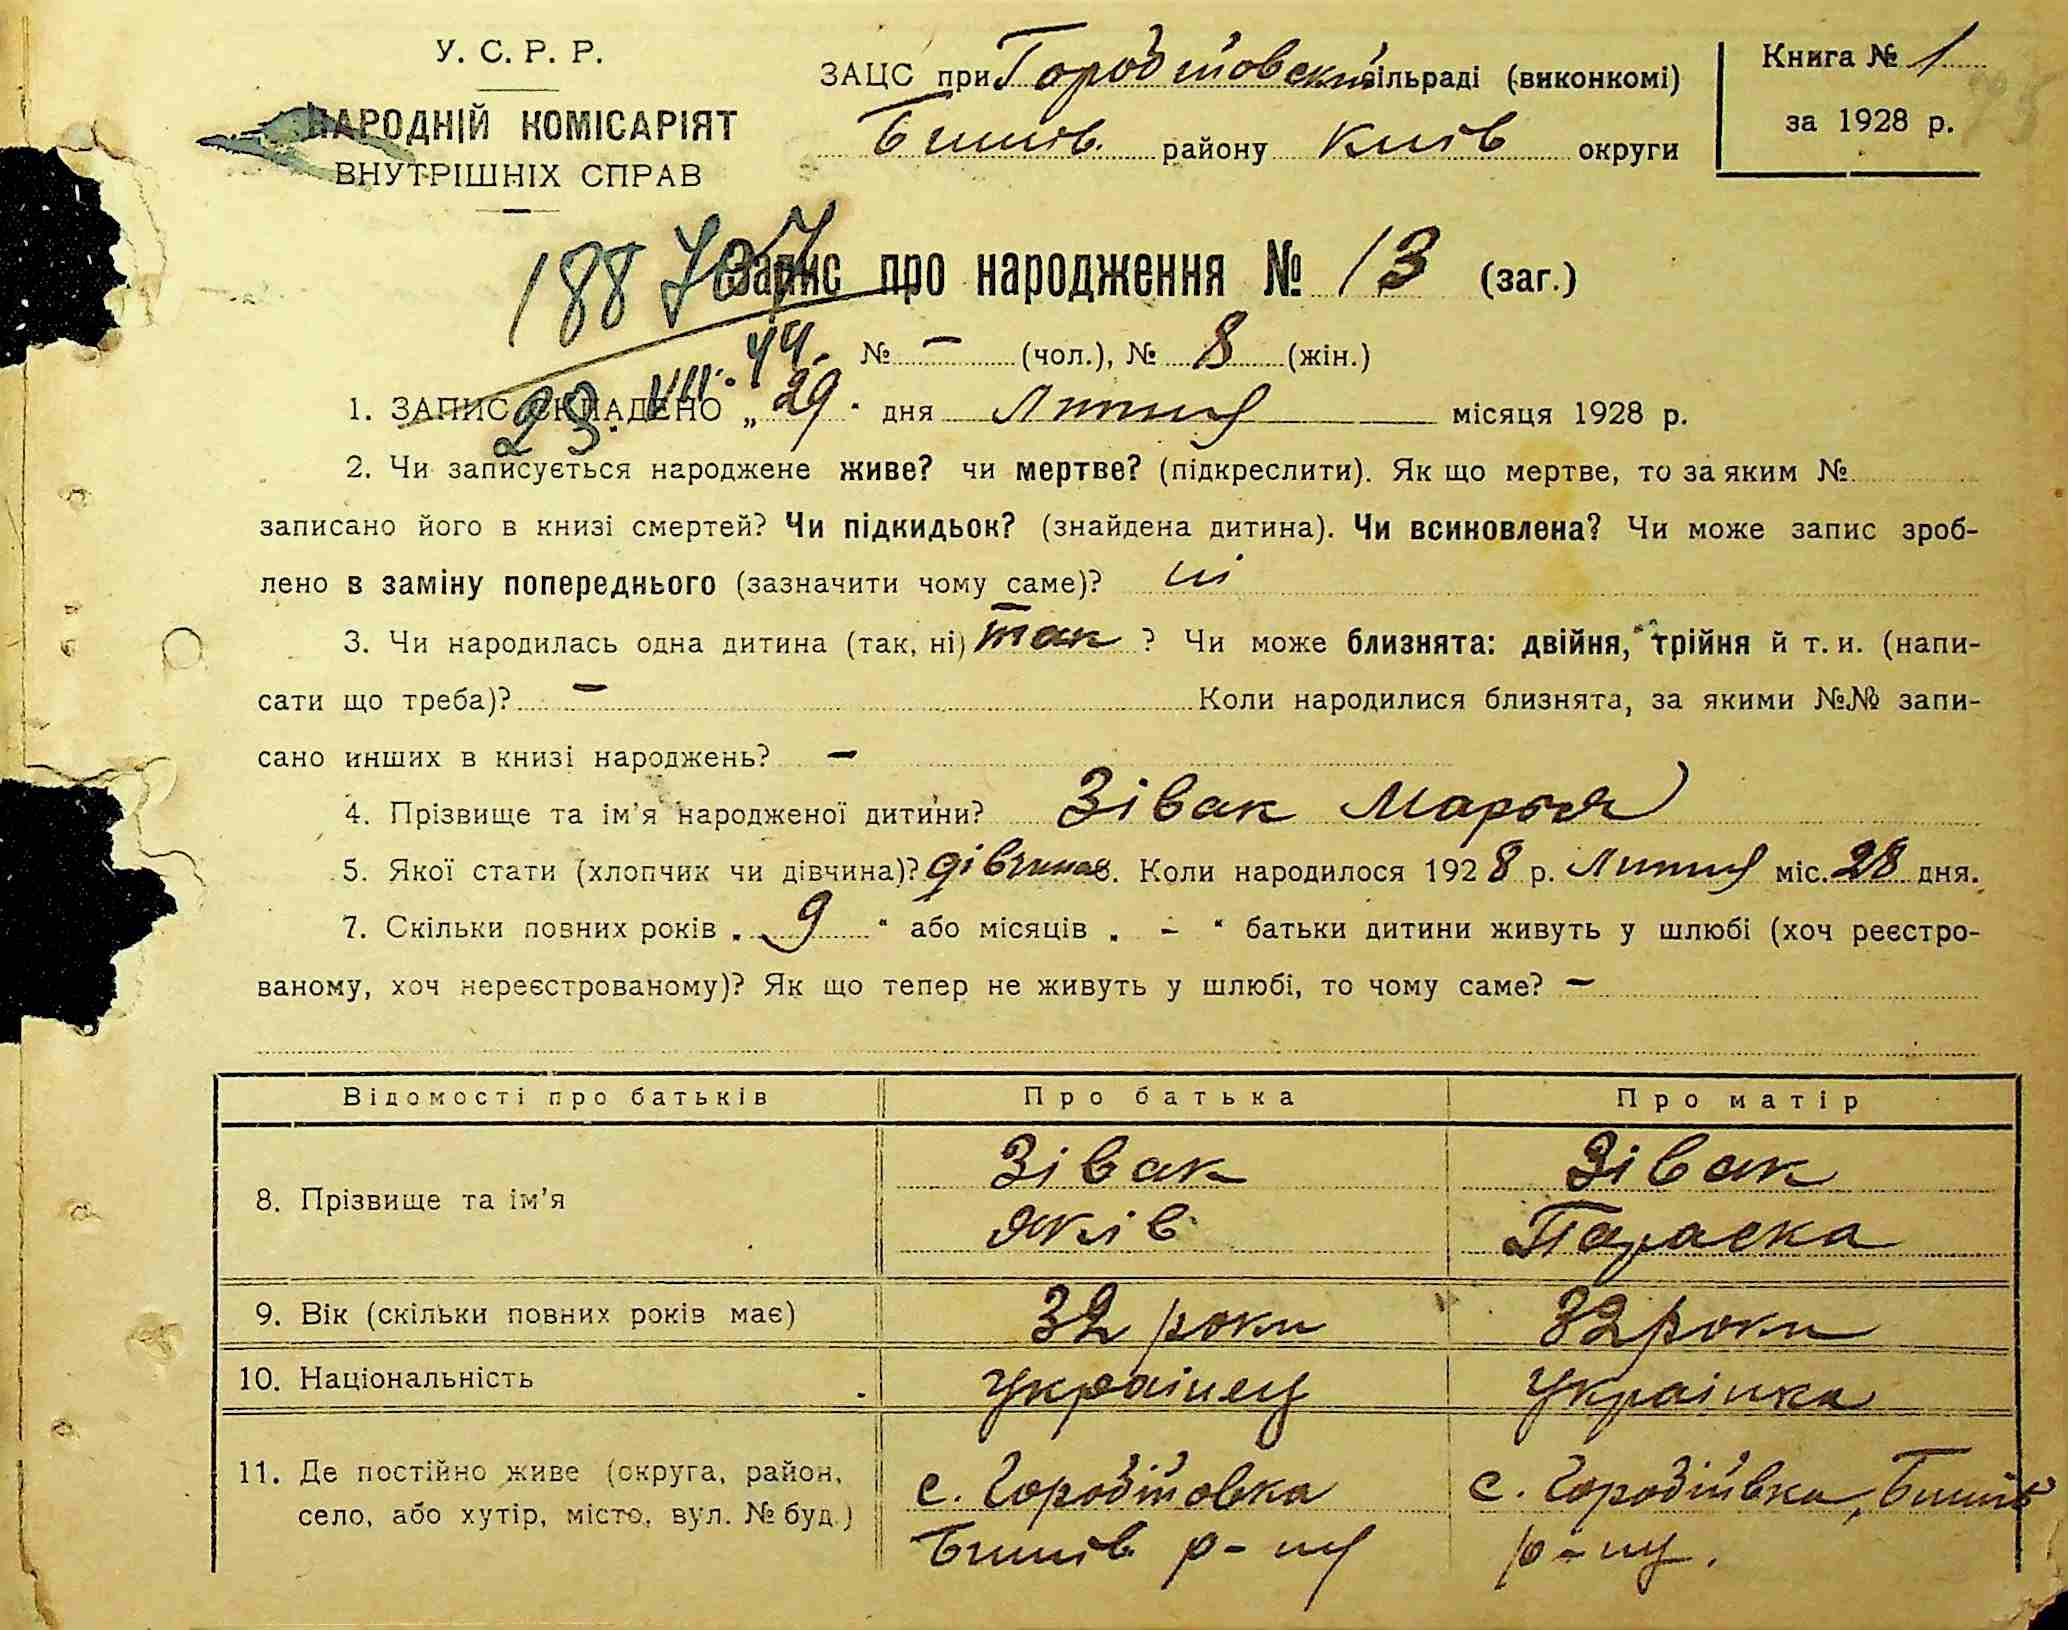 У. С. Р. Р.
НАРОДНІЙ КОМІСАРІЯТ
ВНУТРІШНІХ СПРАВ
ЗАЦС при сільраді (виконкомі)
Бишів. району Київ округи
Книга № 1
за 1928 р.
Запис про народження № 13 (заг.)
№ — (чол.), № 8 (жін.)
23. VII. 44.
1. ЗАПИС СКЛАДЕНО „ 29 " дня Липня місяця 1928 р.
2. Чи записується народжене живе? чи мертве? (підкреслити). Як що мертве, то за яким №
записано його в книзі смертей? Чи підкидьок? (знайдена дитина). Чи всиновлена? Чи може запис зроб-
лено в заміну попереднього (зазначити чому саме)? ні
3. Чи народилась одна дитина (так, ні) так ? Чи може близнята: двійня, трійня й т. и. (напи-
сати що треба)? — Коли народилися близнята, за якими №№ запи-
сано инших в книзі народжень? —
4. Прізвище та ім'я народженої дитини? Зівак Марія
5. Якої стати (хлопчик чи дівчина)? дівчина. Коли народилося 1928 р. Липня міс. 28 дня.
7. Скільки повних років „ 9 " або місяців „ - " батьки дитини живуть у шлюбі (хоч реєстро-
ваному, хоч нереєстрованому)? Як що тепер не живуть у шлюбі, то чому саме? —
Відомості про батьків Про батька Про матір
8. Прізвище та ім'я
Зівак
Яків
Зівак
Параска
9. Вік (скільки повних років має) 32 роки 32 роки
10. Національність Українец Українка
11. Де постійно живе (округа, район,
село, або хутір, місто, вул. № буд.)
с. Городітовка
Бишів р-ну
с. Городіівка, Бишів
р-ну.